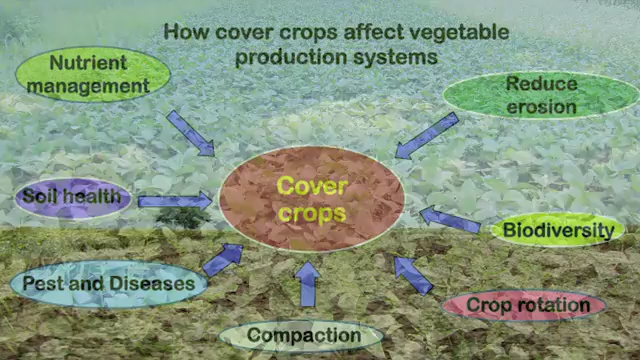 How cover crops affect vegetable
production systems
Nutrient
management
Reduce
erosion
Cover
crops
Soil health
Biodiversity
Pest and Diseases
Crop rotation
Compaction